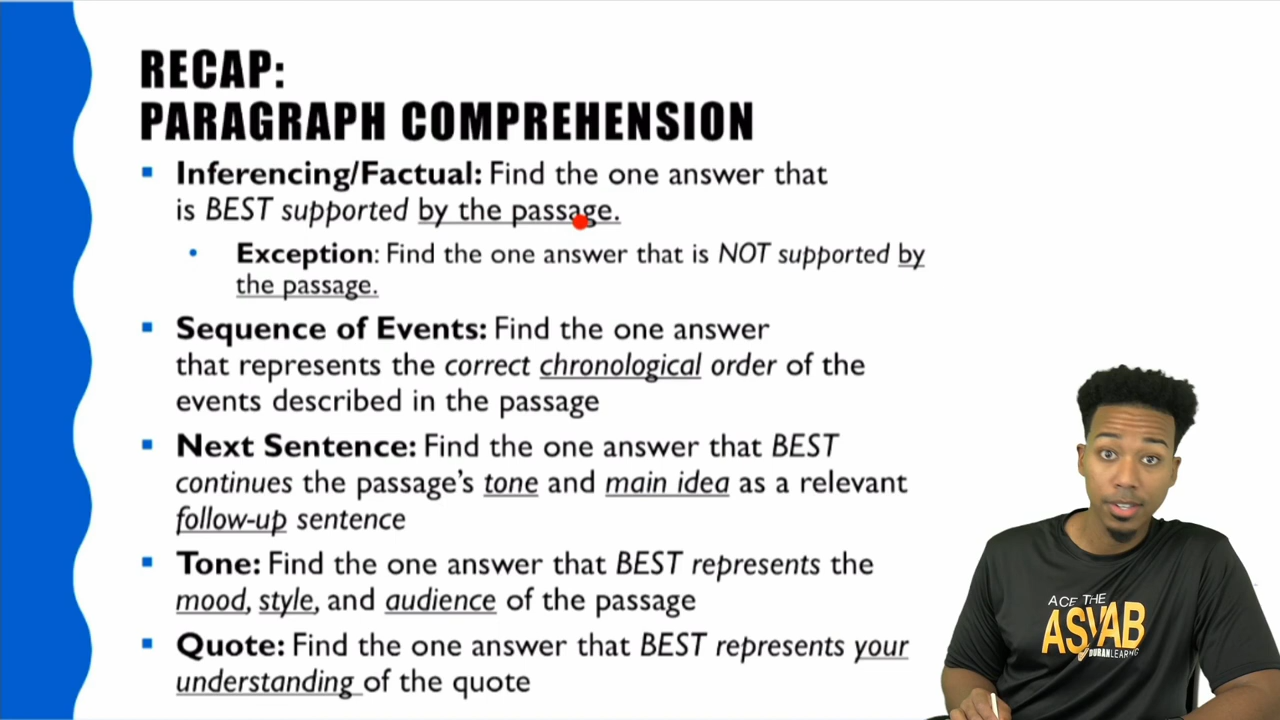 RECAP:
PARAGRAPH COMPREHENSION
▪ Inferencing/Factual: Find the one answer that
is BEST supported by the passage.
• Exception: Find the one answer that is NOT supported by
the passage.
▪ Sequence of Events: Find the one answer
that represents the correct chronological order of the
events described in the passage
▪ Next Sentence: Find the one answer that BEST
continues the passage's tone and main idea as a relevant
follow-up sentence
▪ Tone: Find the one answer that BEST represents the
mood, style, and audience of the passage
▪ Quote: Find the one answer that BEST represents your
understanding of the quote
ACE THE
ASVAB
DURAN LEARNING